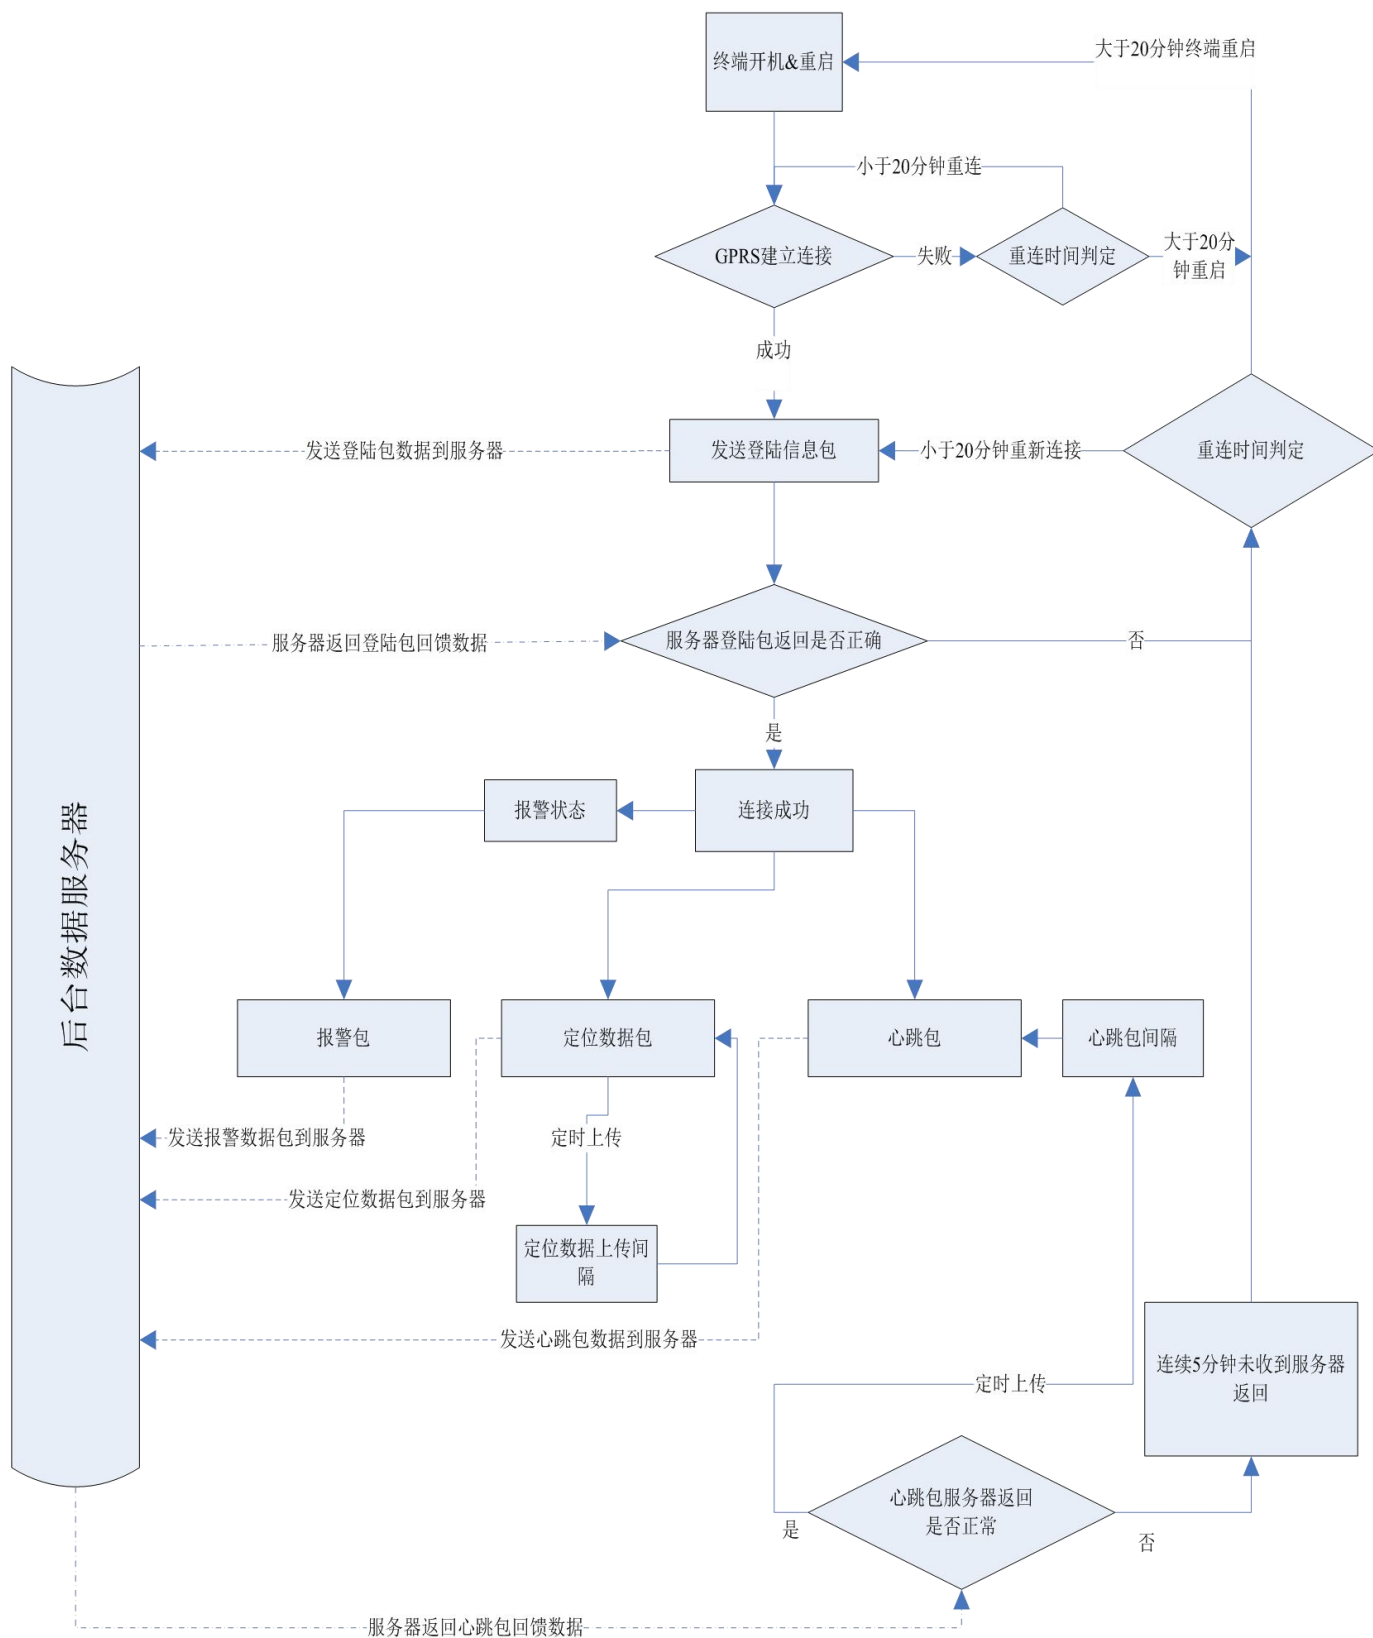 终端开机&重启
大于20分钟终端重启
小于20分钟重连
GPRS建立连接
失败
重连时间判定
大于20分
钟重启
成功
发送登陆包数据到服务器
发送登陆信息包
小于20分钟重新连接
重连时间判定
服务器返回登陆包回馈数据
服务器登陆包返回是否正确
否
是
报警状态
连接成功
后台数据服务器
报警包
定位数据包
心跳包
心跳包间隔
发送报警数据包到服务器
定时上传
发送定位数据包到服务器
定位数据上传间
隔
发送心跳包数据到服务器
连续5分钟未收到服务器
返回
定时上传
心跳包服务器返回
是否正常
是
否
服务器返回心跳包回馈数据